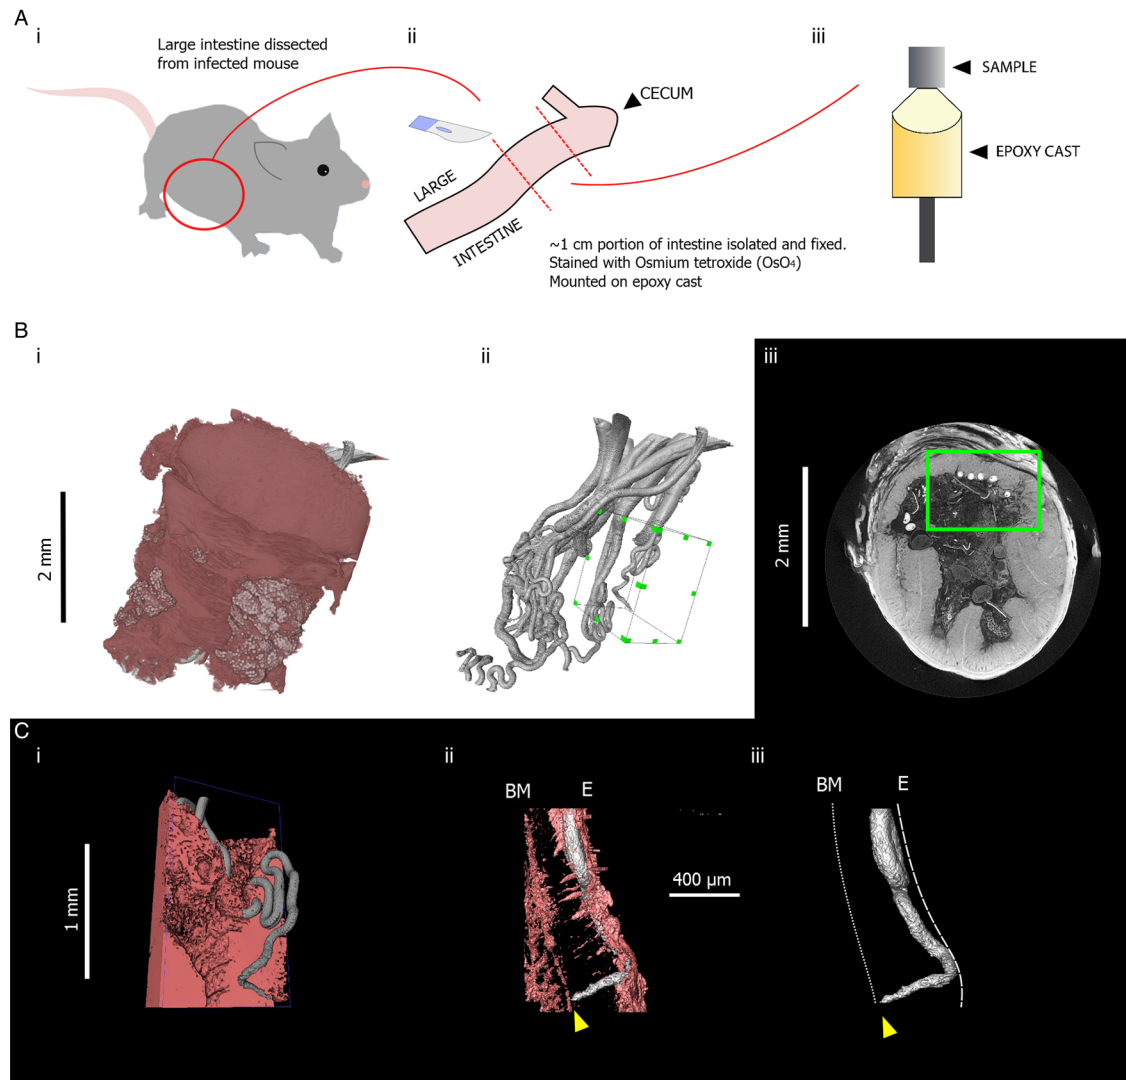 A
i
ii
iii
Large intestine dissected
from infected mouse
CECUM
SAMPLE
EPOXY CAST
LARGE
INTESTINE
~1 cm portion of intestine isolated and fixed.
Stained with Osmium tetroxide (OsO4)
Mounted on epoxy cast
B
i
ii
iii
2 mm
2 mm
C
i
ii
iii
BM
E
BM
E
1 mm
400 µm